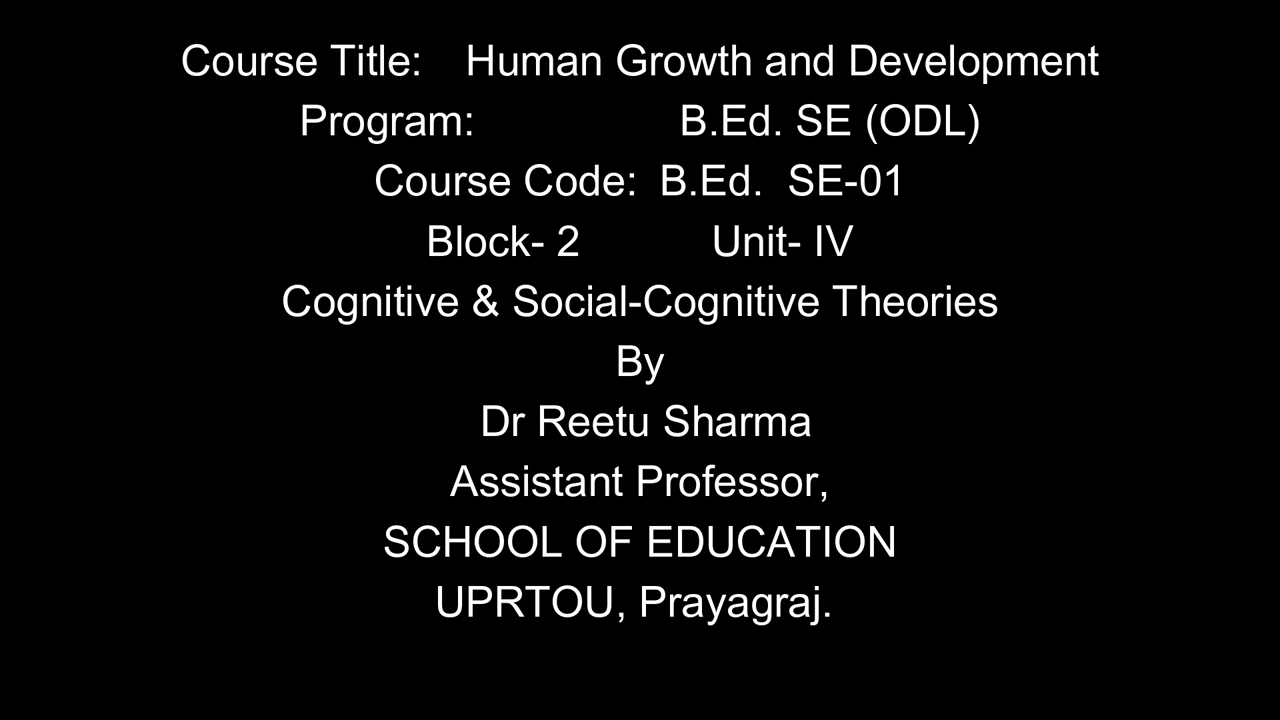 Course Title: Human Growth and Development
Program: B.Ed. SE (ODL)
Course Code: B.Ed. SE-01
Block- 2 Unit- IV
Cognitive & Social-Cognitive Theories
By
Dr Reetu Sharma
Assistant Professor,
SCHOOL OF EDUCATION
UPRTOU, Prayagraj.